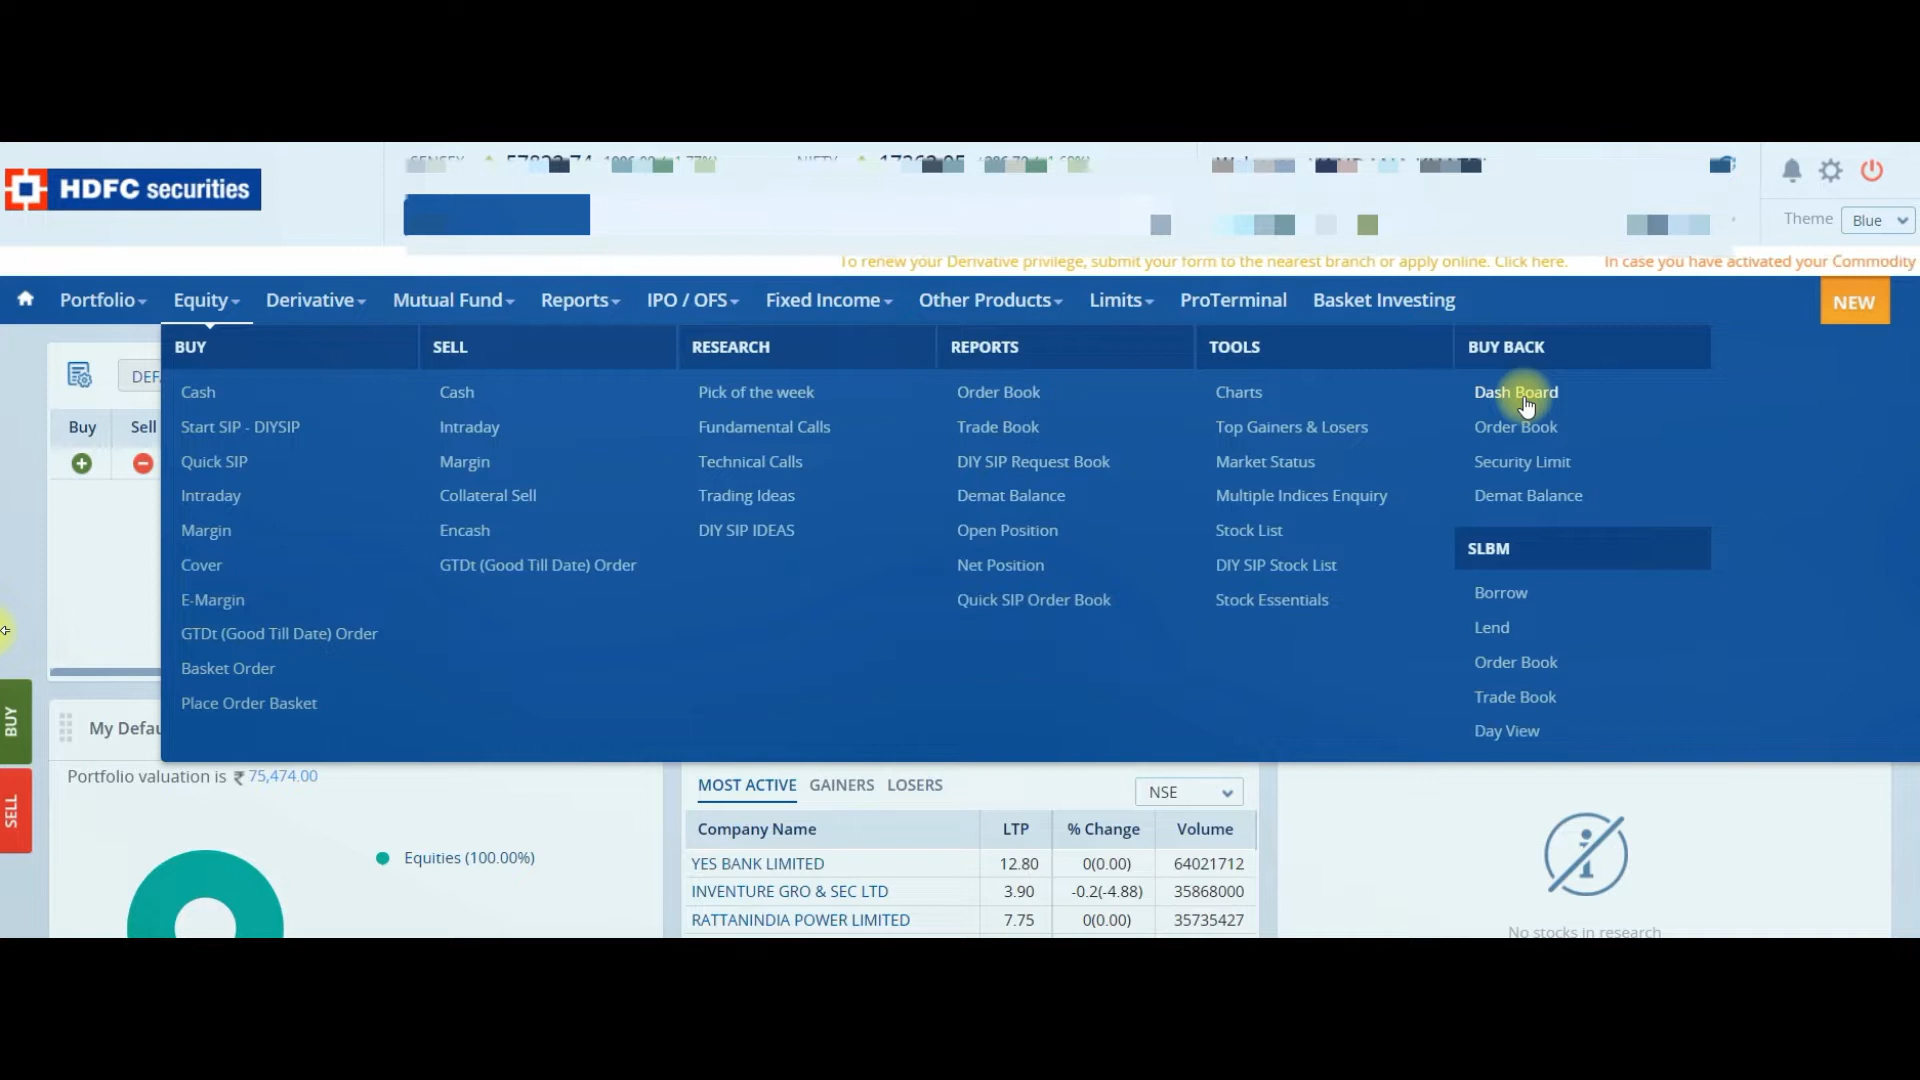 HDFC securities
Theme Blue
To renew your Derivative privilege, submit your form to the nearest branch or apply online. Click here. In case you have activated your Commodity
Portfolio Equity Derivative Mutual Fund Reports IPO / OFS Fixed Income Other Products Limits ProTerminal Basket Investing NEW
BUY
Cash
Start SIP - DIYSIP
Quick SIP
Intraday
Margin
Cover
E-Margin
GTDt (Good Till Date) Order
Basket Order
Place Order Basket
SELL
Cash
Intraday
Margin
Collateral Sell
Encash
GTDt (Good Till Date) Order
RESEARCH
Pick of the week
Fundamental Calls
Technical Calls
Trading Ideas
DIY SIP IDEAS
REPORTS
Order Book
Trade Book
DIY SIP Request Book
Demat Balance
Open Position
Net Position
Quick SIP Order Book
TOOLS
Charts
Top Gainers & Losers
Market Status
Multiple Indices Enquiry
Stock List
DIY SIP Stock List
Stock Essentials
BUY BACK
Dash Board
Order Book
Security Limit
Demat Balance
SLBM
Borrow
Lend
Order Book
Trade Book
Day View
DEF
Buy Sell
BUY
SELL
My Defau
Portfolio valuation is ₹ 75,474.00
Equities (100.00%)
MOST ACTIVE GAINERS LOSERS NSE
Company Name LTP % Change Volume
YES BANK LIMITED 12.80 0(0.00) 64021712
INVENTURE GRO & SEC LTD 3.90 -0.2(-4.88) 35868000
RATTANINDIA POWER LIMITED 7.75 0(0.00) 35735427
No stocks in research